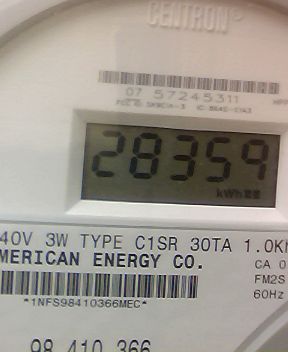 CENTRON®
07 57245311
28359
kWh
40V 3W TYPE C1SR 30TA 1.0K
MERICAN ENERGY CO.
CA 0
FM2S
60Hz
*1NFS98410366MEC*
98 410 366